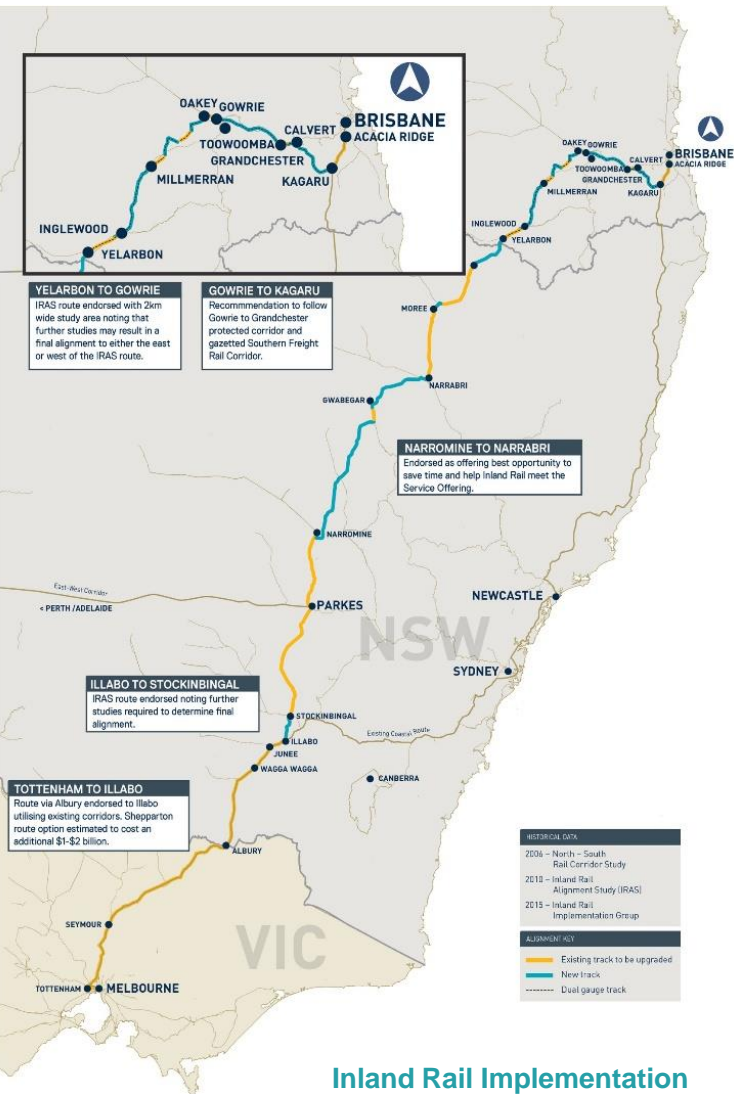 OAKEY
GOWRIE
BRISBANE
CALVERT
ACACIA RIDGE
TOOWOOMBA
GRANDCHESTER
MILLMERRAN
KAGARU
INGLEWOOD
YELARBON
OAKEY
GOWRIE
BRISBANE
CALVERT
ACACIA RIDGE
TOOWOOMBA
GRANDCHESTER
MILLMERRAN
KAGARU
INGLEWOOD
YELARBON
YELARBON TO GOWRIE
IRAS route endorsed with 2km
wide study area noting that
further studies may result in a
final alignment to either the east
or west of the IRAS route.
GOWRIE TO KAGARU
Recommmendation to follow
Gowrie to Grandchester
protected corridor and
gazetted Southern Freight
Rail Corridor.
MOREE
NARRABRI
GWABEGAR
NARROMINE TO NARRABRI
Endorsed as offering best opportunity to
save time and help Inland Rail meet the
Service Offering.
NARROMINE
East-West Corridor
< PERTH /ADELAIDE
PARKES
NEWCASTLE
NSW
SYDNEY
ILLABO TO STOCKINBINGAL
IRAS route endorsed noting further
studies required to determine final
alignment.
STOCKINBINGAL
Existing Coastal Route
ILLABO
JUNEE
WAGGA WAGGA
CANBERRA
TOTTENHAM TO ILLABO
Route via Albury endorsed to Illabo
utilising existing corridors. Shepparton
route option estimated to cost an
additional $1-$2 billion.
ALBURY
SEYMOUR
VIC
TOTTENHAM
MELBOURNE
HISTORICAL DATA
2006 – North – South
Rail Corridor Study
2010 – Inland Rail
Alignment Study (IRAS)
2015 – Inland Rail
Implementation Group
ALIGNMENT KEY
Existing track to be upgraded
New track
Dual gauge track
Inland Rail Implementation